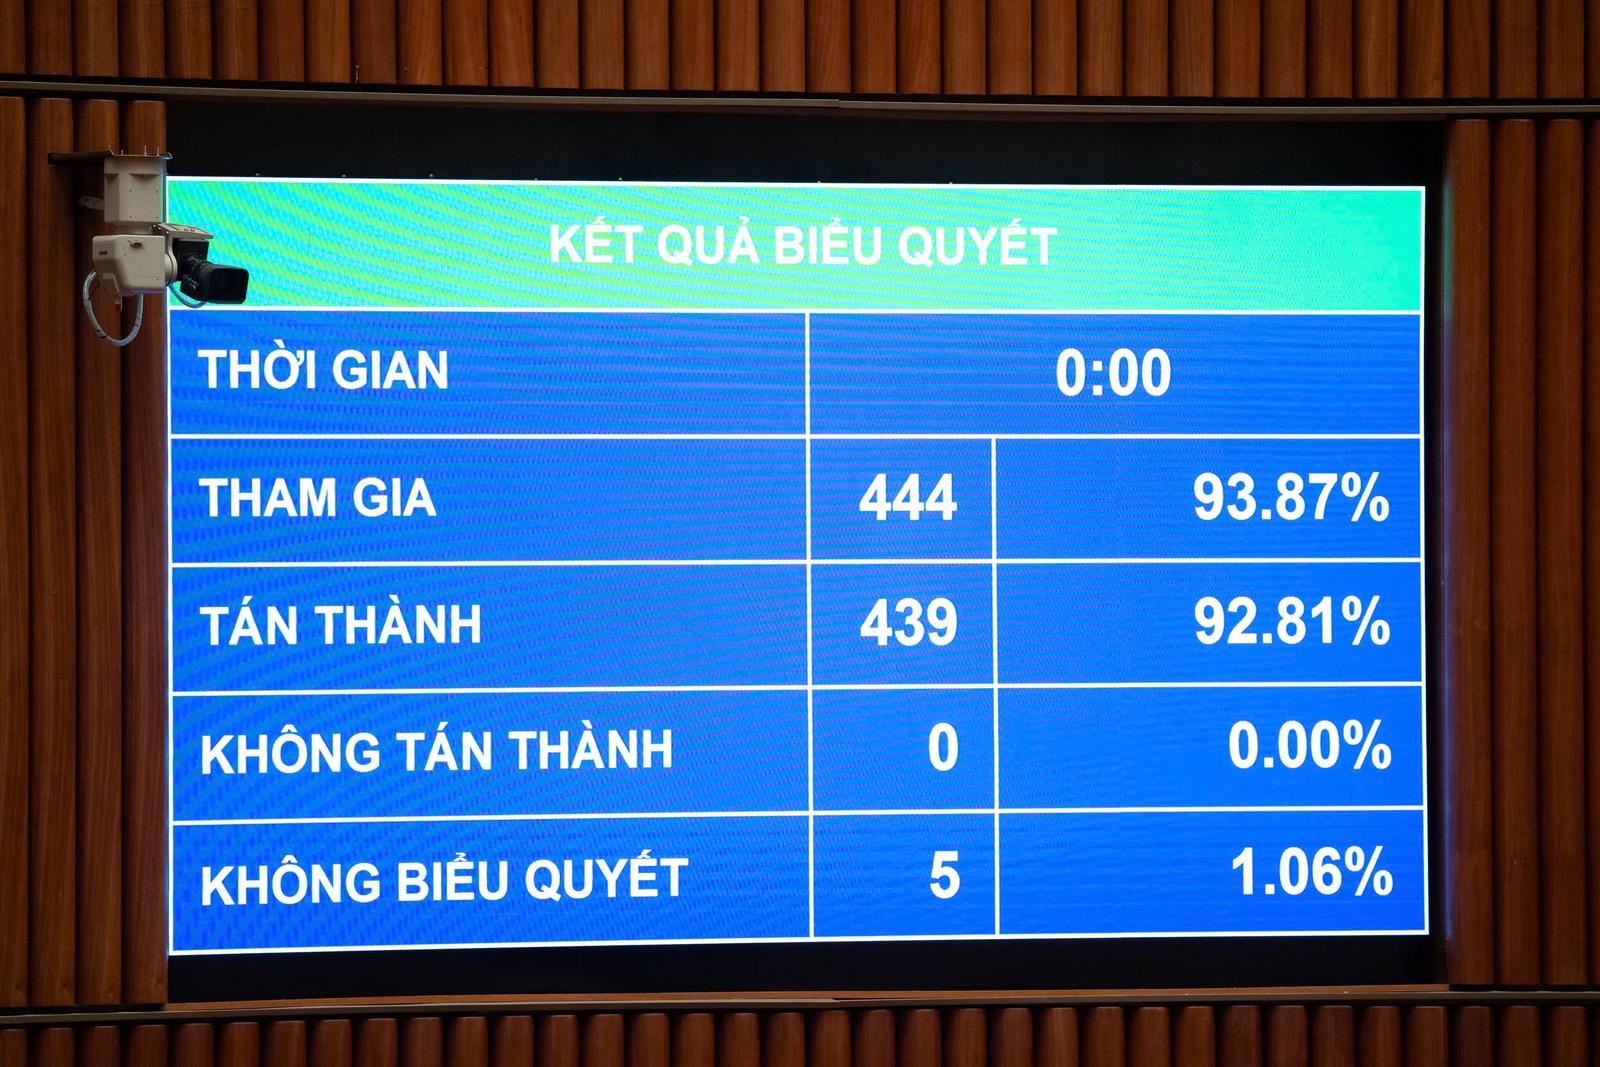 KẾT QUẢ BIỂU QUYẾT
THỜI GIAN 0:00
THAM GIA 444 93.87%
TÁN THÀNH 439 92.81%
KHÔNG TÁN THÀNH 0 0.00%
KHÔNG BIỂU QUYẾT 5 1.06%